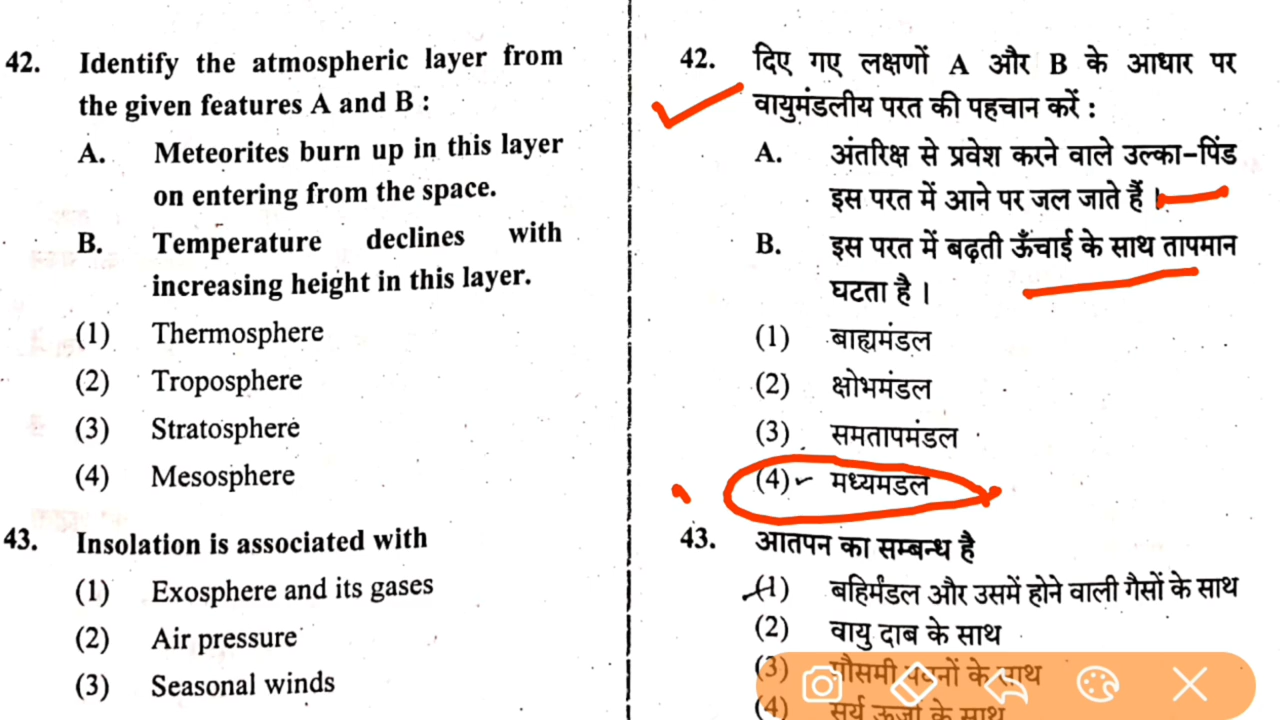 42. Identify the atmospheric layer from
the given features A and B :
A. Meteorites burn up in this layer
on entering from the space.
B. Temperature declines with
increasing height in this layer.
(1) Thermosphere
(2) Troposphere
(3) Stratosphere
(4) Mesosphere
43. Insolation is associated with
(1) Exosphere and its gases
(2) Air pressure
(3) Seasonal winds
42. दिए गए लक्षणों A और B के आधार पर
वायुमंडलीय परत की पहचान करें :
A. अंतरिक्ष से प्रवेश करने वाले उल्का-पिंड
इस परत में आने पर जल जाते हैं ।
B. इस परत में बढ़ती ऊँचाई के साथ तापमान
घटता है ।
(1) बाह्यमंडल
(2) क्षोभमंडल
(3) समतापमंडल
(4) मध्यमडल
43. आतपन का सम्बन्ध है
(1) बहिर्मंडल और उसमें होने वाली गैसों के साथ
(2) वायु दाब के साथ
(3) मौसमी पवनों के साथ
(4) सूर्य ऊर्जा के साथ